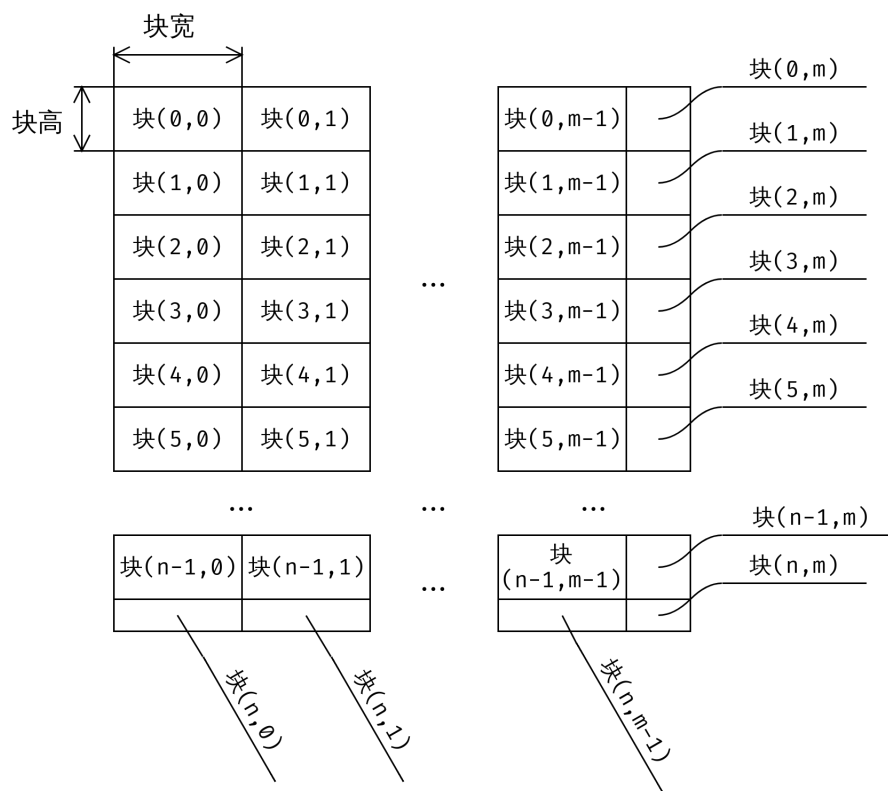 块宽
块高
块(0,0) 块(0,1) 块(0,m-1) 块(0,m)
块(1,0) 块(1,1) 块(1,m-1) 块(1,m)
块(2,0) 块(2,1) 块(2,m-1) 块(2,m)
块(3,0) 块(3,1) ... 块(3,m-1) 块(3,m)
块(4,0) 块(4,1) 块(4,m-1) 块(4,m)
块(5,0) 块(5,1) 块(5,m-1) 块(5,m)
... ... ...
块(n-1,0) 块(n-1,1) ... 块
(n-1,m-1) 块(n-1,m)
块(n,m)
块(n,0) 块(n,1) 块(n,m-1)